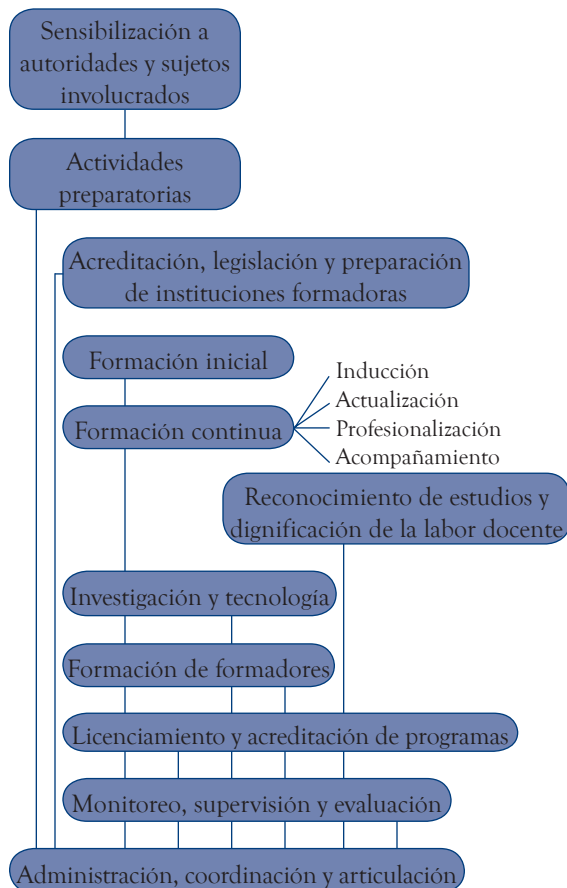 Sensibilización a
autoridades y sujetos
involucrados
Actividades
preparatorias
Acreditación, legislación y preparación
de instituciones formadoras
Formación inicial
Formación continua
Inducción
Actualización
Profesionalización
Acompañamiento
Reconocimiento de estudios y
dignificación de la labor docente
Investigación y tecnología
Formación de formadores
Licenciamiento y acreditación de programas
Monitoreo, supervisión y evaluación
Administración, coordinación y articulación